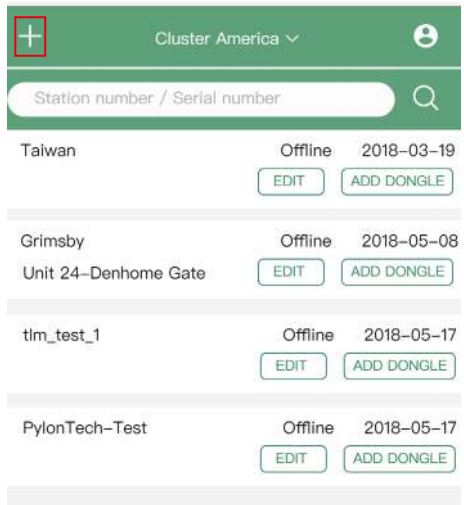 Cluster America
Station number / Serial number
Taiwan Offline 2018-03-19
EDIT ADD DONGLE
Grimsby Offline 2018-05-08
Unit 24-Denhome Gate EDIT ADD DONGLE
tlm_test_1 Offline 2018-05-17
EDIT ADD DONGLE
PylonTech-Test Offline 2018-05-17
EDIT ADD DONGLE